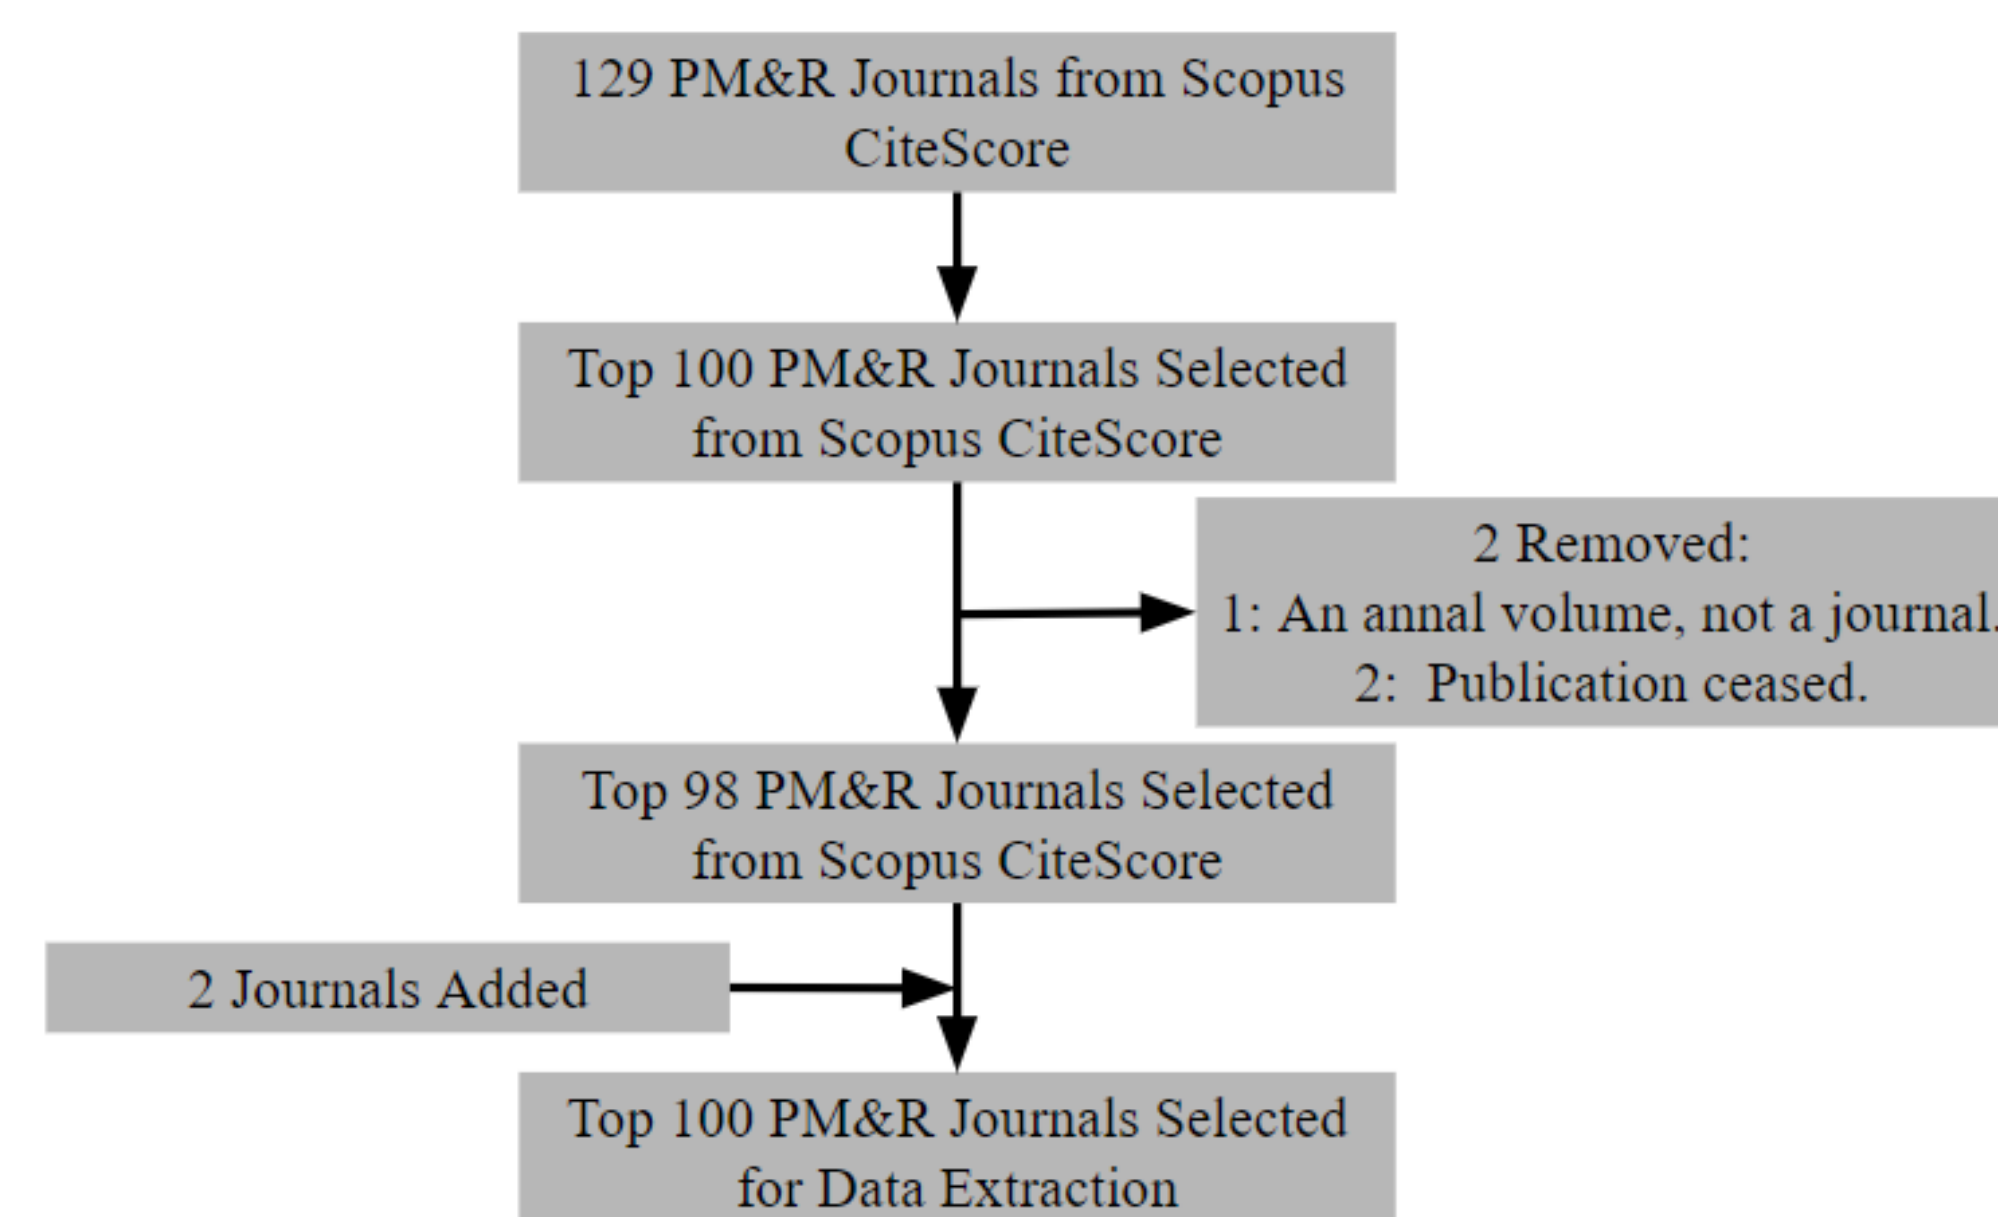 129 PM&R Journals from Scopus
CiteScore
Top 100 PM&R Journals Selected
from Scopus CiteScore
2 Removed:
1: An annal volume, not a journal.
2:  Publication ceased.
Top 98 PM&R Journals Selected
from Scopus CiteScore
2 Journals Added
Top 100 PM&R Journals Selected
for Data Extraction